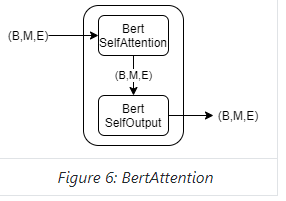 (B,M,E)
Bert
SelfAttention
(B,M,E)
Bert
SelfOutput
(B,M,E)
Figure 6: BertAttention